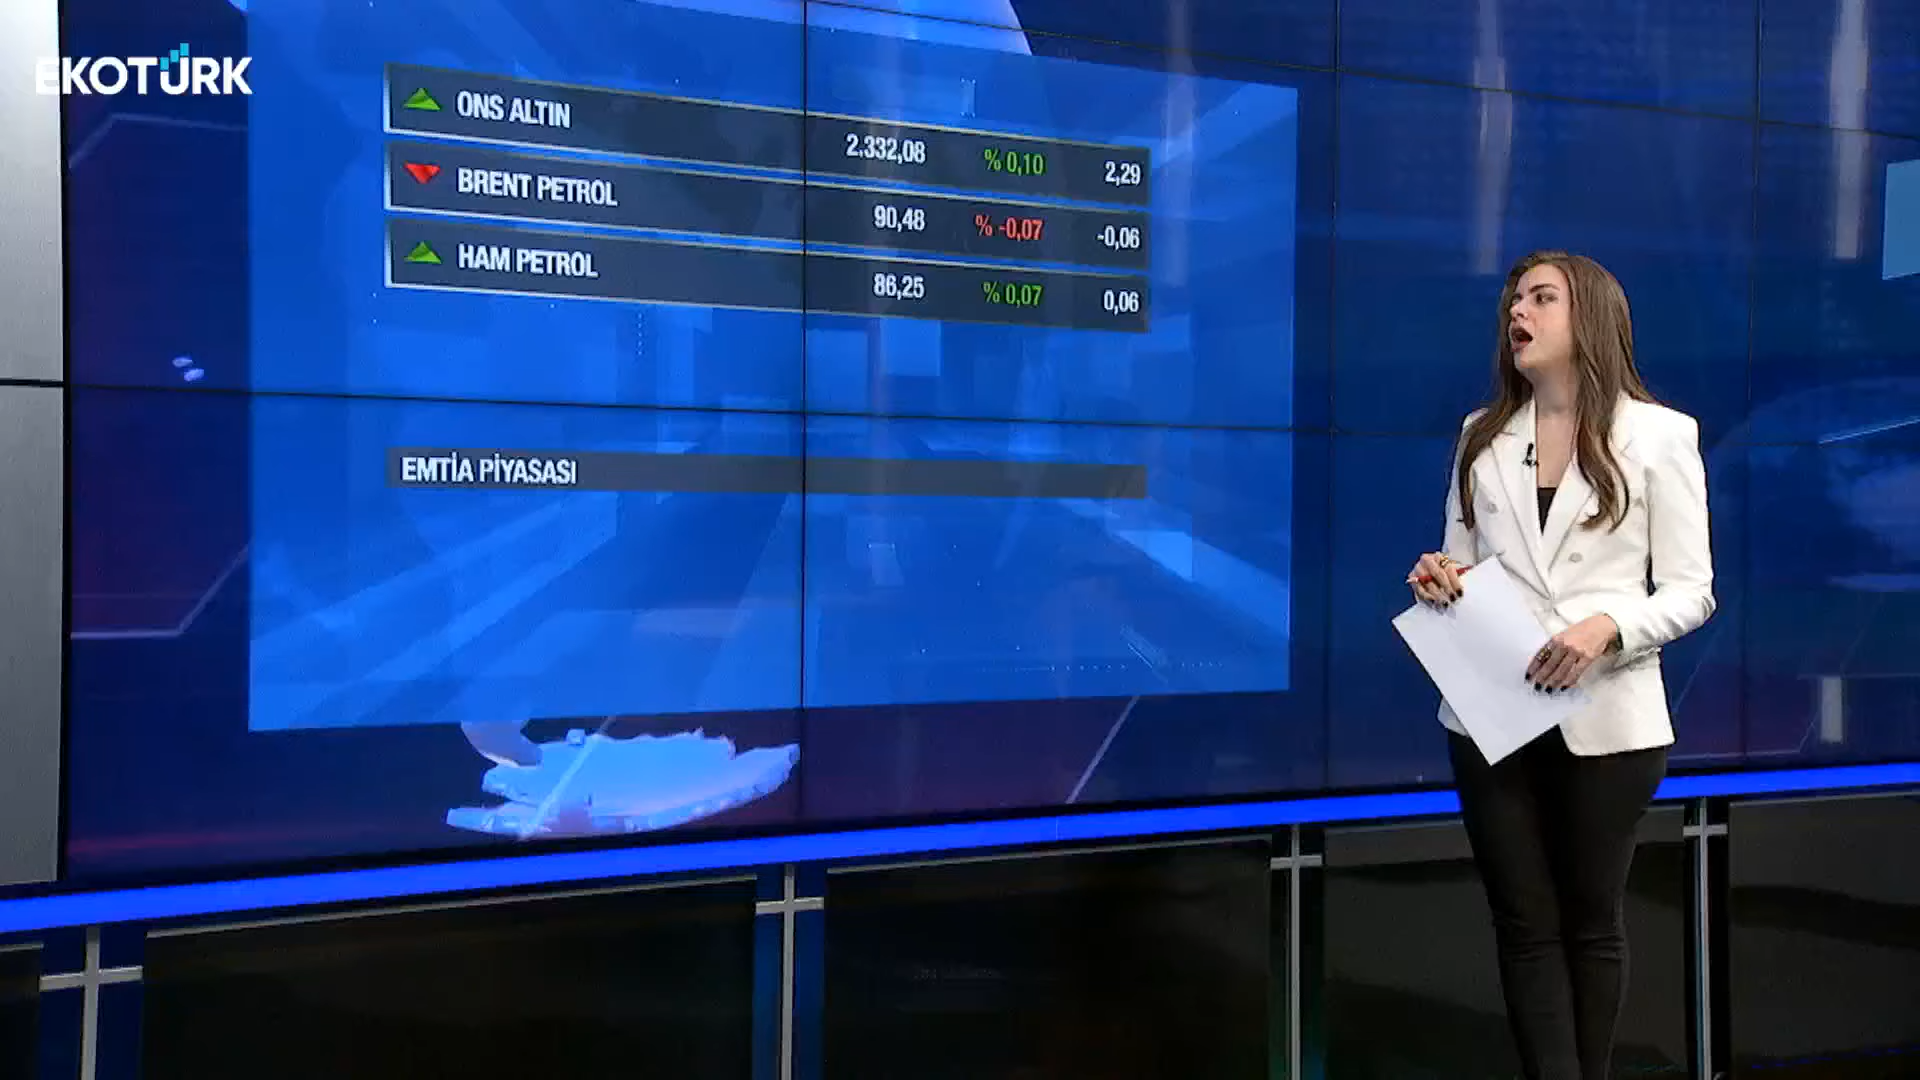 EKOTÜRK
ONS ALTIN 2.332,08 % 0,10 2,29
BRENT PETROL 90,48 % -0,07 -0,06
HAM PETROL 86,25 % 0,07 0,06
EMTİA PİYASASI